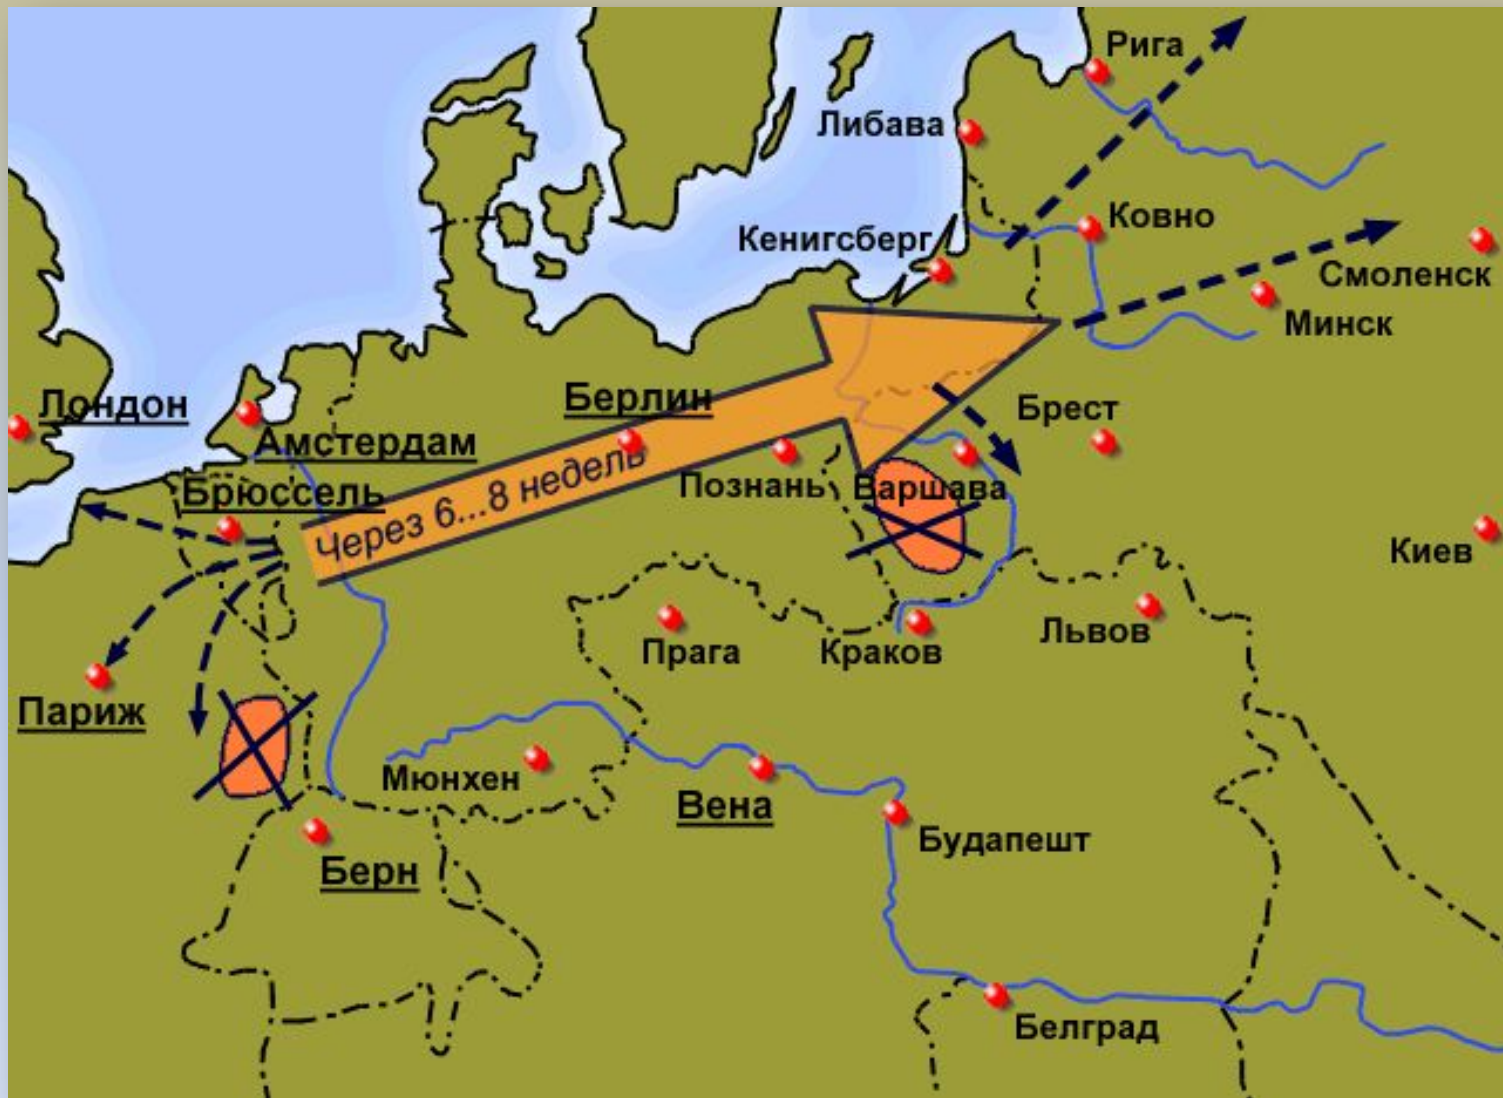 Рига
Либава
Ковно
Кенигсберг
Смоленск
Минск
Лондон
Берлин
Брест
Амстердам
Через 6...8 недель
Познань
Варшава
Брюссель
Киев
Львов
Прага
Краков
Париж
Мюнхен
Вена
Будапешт
Берн
Белград